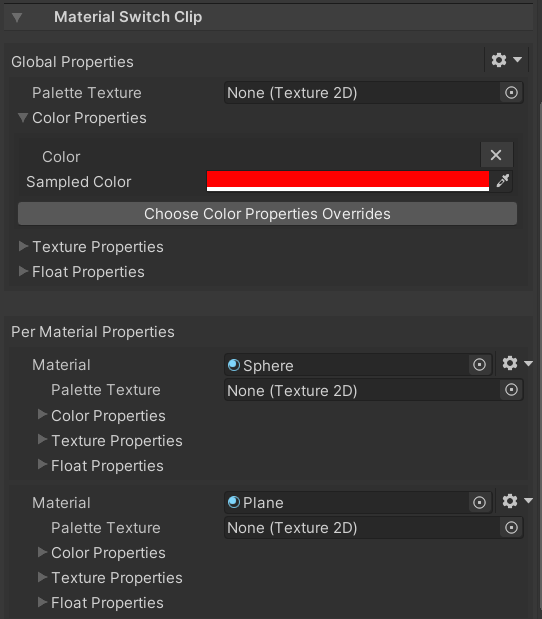 Material Switch Clip
Global Properties
Palette Texture None (Texture 2D)
Color Properties
Color
Sampled Color
Choose Color Properties Overrides
Texture Properties
Float Properties
Per Material Properties
Material Sphere
Palette Texture None (Texture 2D)
Color Properties
Texture Properties
Float Properties
Material Plane
Palette Texture None (Texture 2D)
Color Properties
Texture Properties
Float Properties